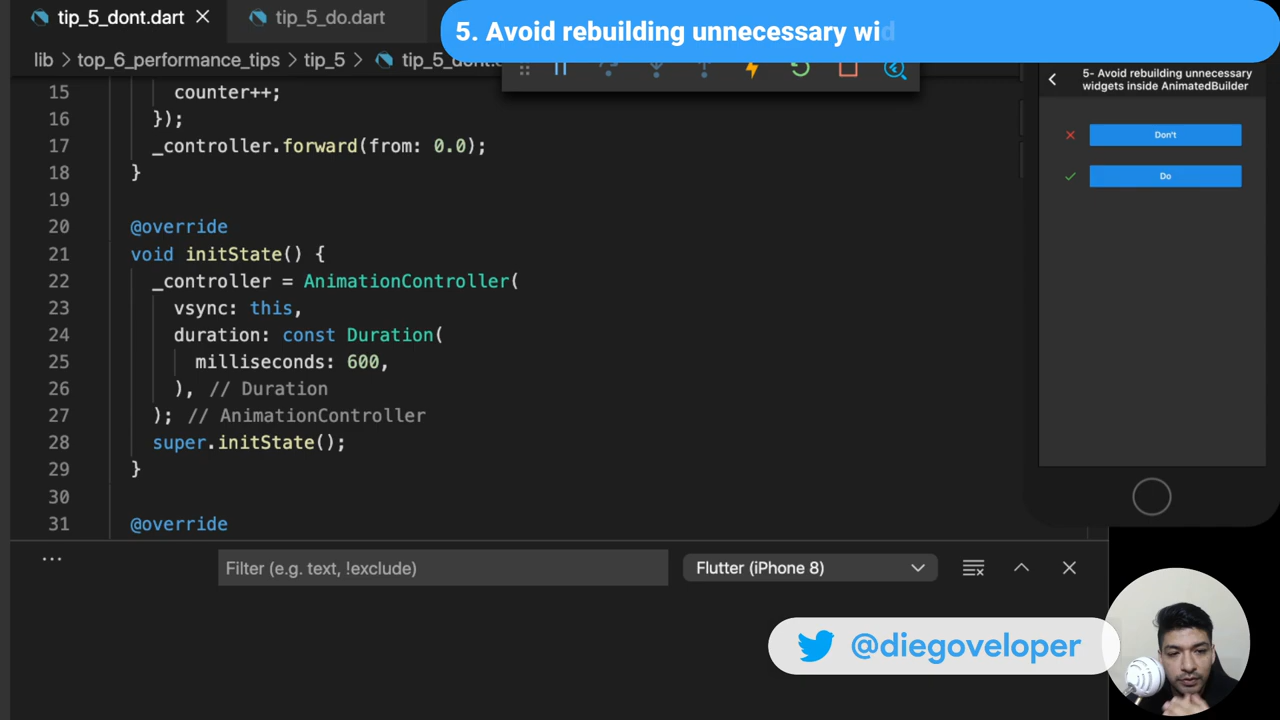 tip_5_dont.dart
tip_5_do.dart
5. Avoid rebuilding unnecessary wid
lib > top_6_performance_tips > tip_5 > tip_5_dont.d
15 counter++;
16 });
17 _controller.forward(from: 0.0);
18 }
19
20 @override
21 void initState() {
22 _controller = AnimationController(
23 vsync: this,
24 duration: const Duration(
25 milliseconds: 600,
26 ), // Duration
27 ); // AnimationController
28 super.initState();
29 }
30
31 @override
5- Avoid rebuilding unnecessary
widgets inside AnimatedBuilder
Don't
Do
... Filter (e.g. text, !exclude) Flutter (iPhone 8)
@diegoveloper